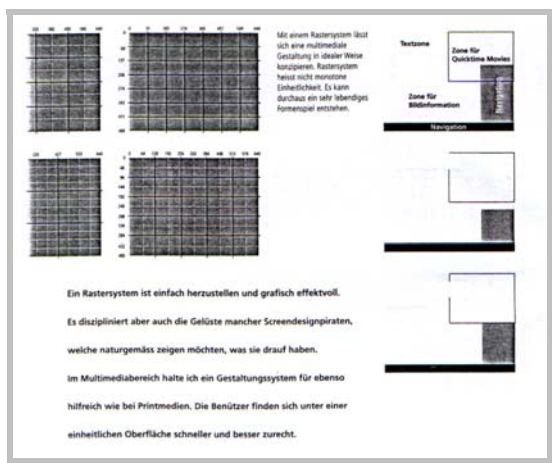 Mit einem Rastersystem lässt
sich eine multimediale
Gestaltung in idealer Weise
konzipieren. Rastersystem
heisst nicht monotone
Einheitlichkeit. Es kann
durchaus ein sehr lebendiges
Formenspiel entstehen.
Textzone
Zone für
Quicktime Movies
Navigation
Zone für
Bildinformation
Navigation
Ein Rastersystem ist einfach herzustellen und grafisch effektvoll.
Es diszipliniert aber auch die Gelüste mancher Screendesignpiraten,
welche naturgemäss zeigen möchten, was sie drauf haben.
Im Multimediabereich halte ich ein Gestaltungssystem für ebenso
hilfreich wie bei Printmedien. Die Benützer finden sich unter einer
einheitlichen Oberfläche schneller und besser zurecht.